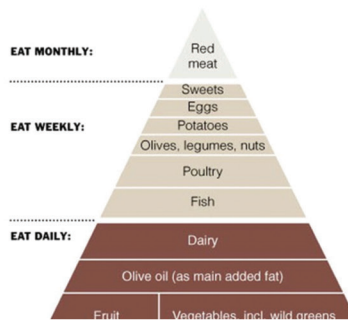 EAT MONTHLY:
Red
meat
Sweets
Eggs
EAT WEEKLY:
Potatoes
Olives, legumes, nuts
Poultry
Fish
EAT DAILY:
Dairy
Olive oil (as main added fat)
Fruit
Vegetables, incl. wild greens